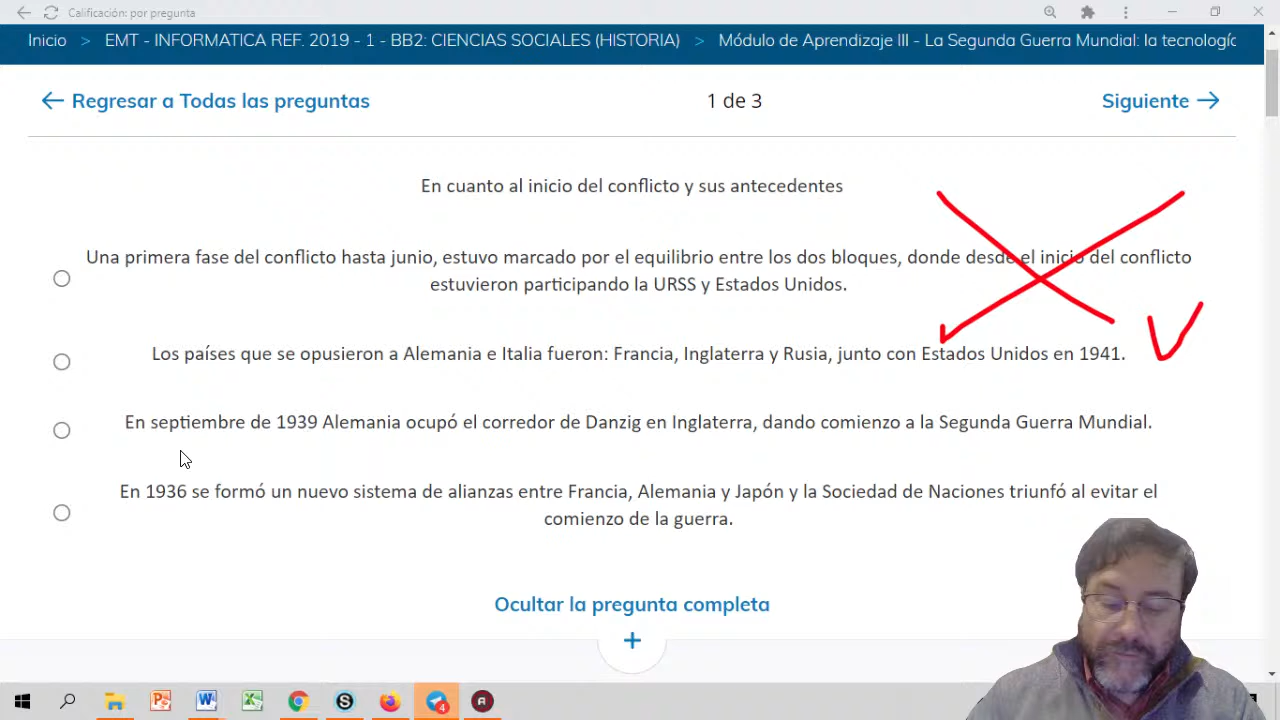 Calificación: por pregunta
Inicio > EMT - INFORMATICA REF. 2019 - 1 - BB2: CIENCIAS SOCIALES (HISTORIA) > Módulo de Aprendizaje III - La Segunda Guerra Mundial: la tecnologíc
Regresar a Todas las preguntas
1 de 3
Siguiente
En cuanto al inicio del conflicto y sus antecedentes
Una primera fase del conflicto hasta junio, estuvo marcado por el equilibrio entre los dos bloques, donde desde el inicio del conflicto
estuvieron participando la URSS y Estados Unidos.
Los países que se opusieron a Alemania e Italia fueron: Francia, Inglaterra y Rusia, junto con Estados Unidos en 1941.
En septiembre de 1939 Alemania ocupó el corredor de Danzig en Inglaterra, dando comienzo a la Segunda Guerra Mundial.
En 1936 se formó un nuevo sistema de alianzas entre Francia, Alemania y Japón y la Sociedad de Naciones triunfó al evitar el
comienzo de la guerra.
Ocultar la pregunta completa
+
4